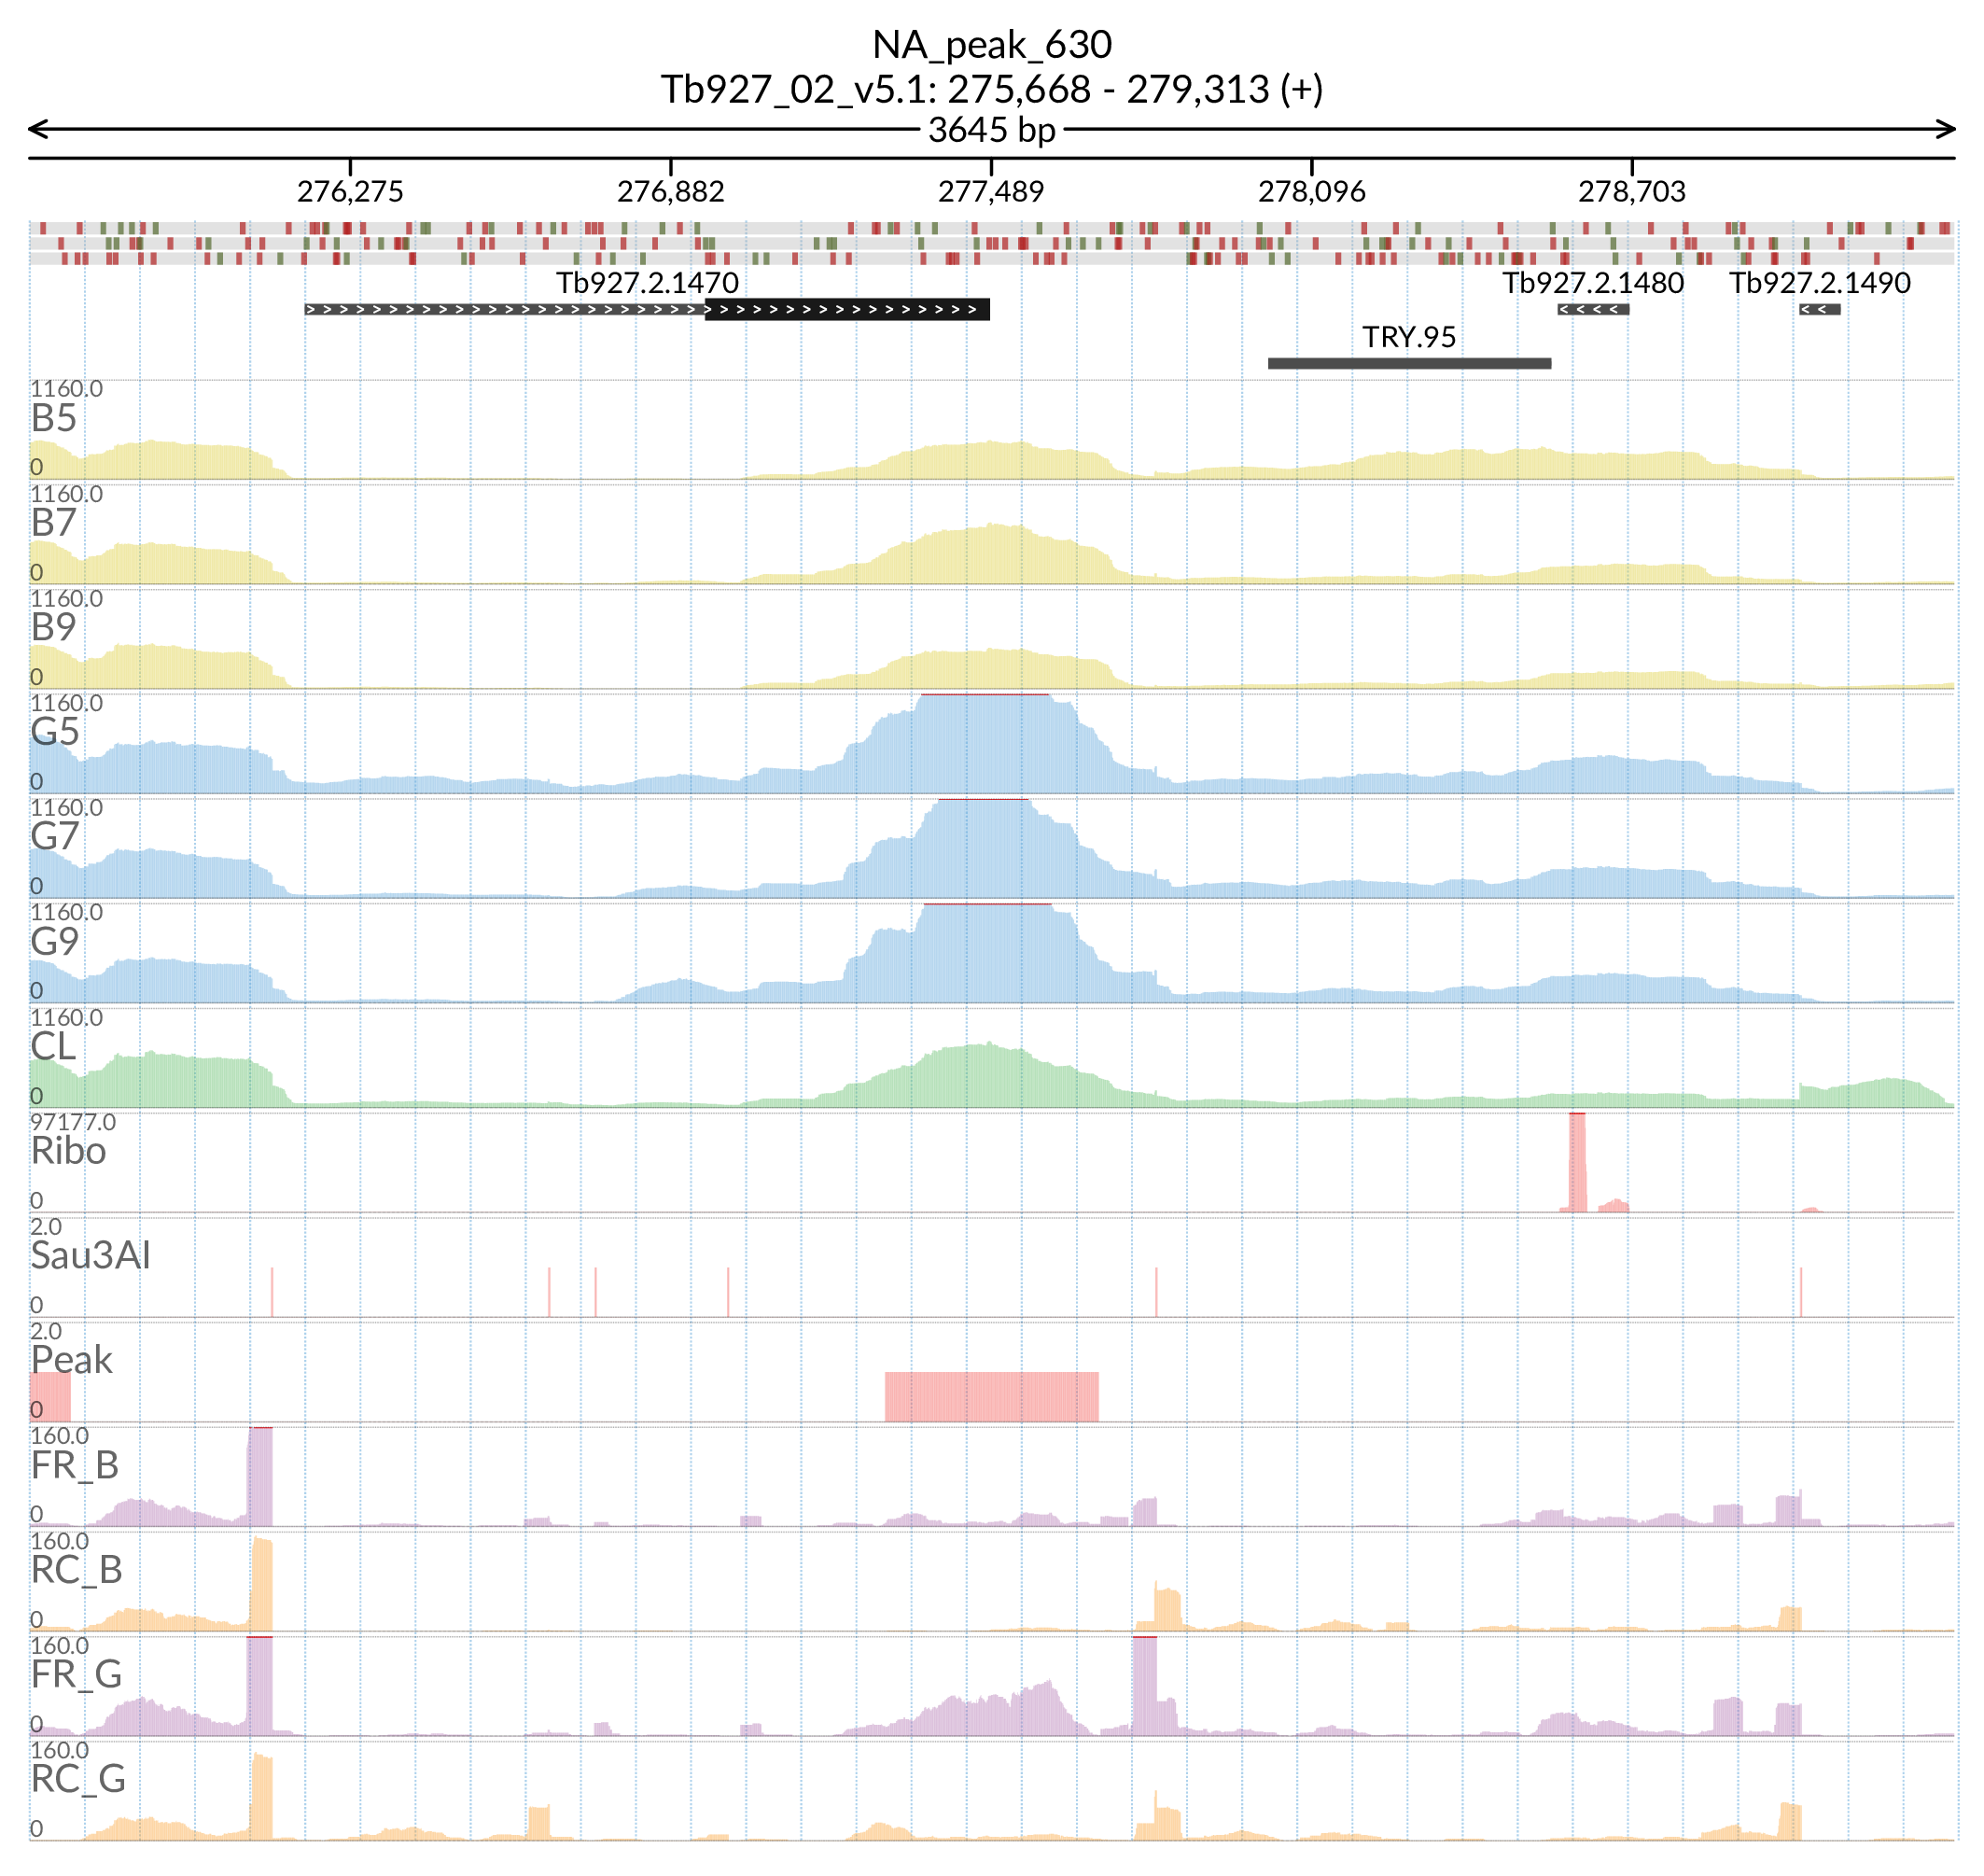 NA_peak_630
Tb927_02_v5.1: 275,668 - 279,313 (+)
3645 bp
276,275 276,882 277,489 278,096 278,703
Tb927.2.1470 Tb927.2.1480 Tb927.2.1490
TRY.95
1160.0
B5
0
1160.0
B7
0
1160.0
B9
0
1160.0
G5
0
1160.0
G7
0
1160.0
G9
0
1160.0
CL
0
97177.0
Ribo
0
2.0
Sau3AI
0
2.0
Peak
0
160.0
FR_B
0
160.0
RC_B
0
160.0
FR_G
0
160.0
RC_G
0